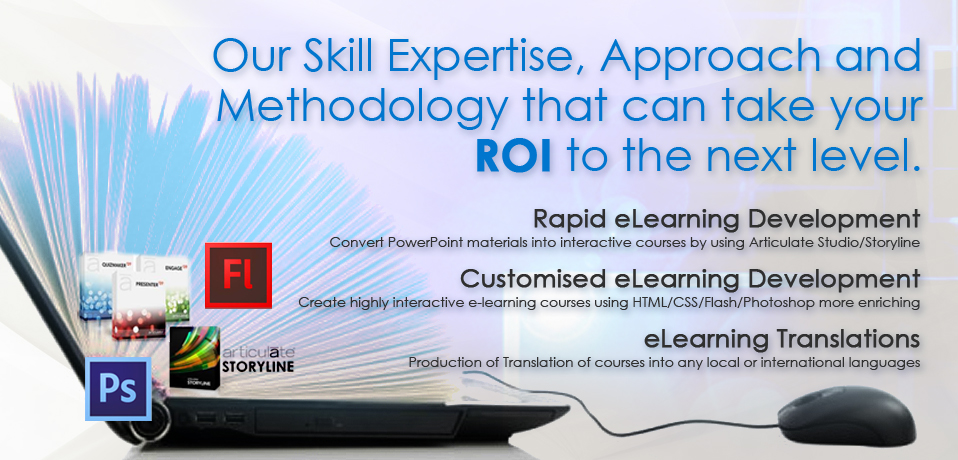 Our Skill Expertise, Approach and
Methodology that can take your
ROI to the next level.
Rapid eLearning Development
Convert PowerPoint materials into interactive courses by using Articulate Studio/Storyline
Customised eLearning Development
Create highly interactive e-learning courses using HTML/CSS/Flash/Photoshop more enriching
eLearning Translations
Production of Translation of courses into any local or international languages
QUIZMAKER
ENGAGE
PRESENTER
Fl
articulate
STORYLINE
Ps